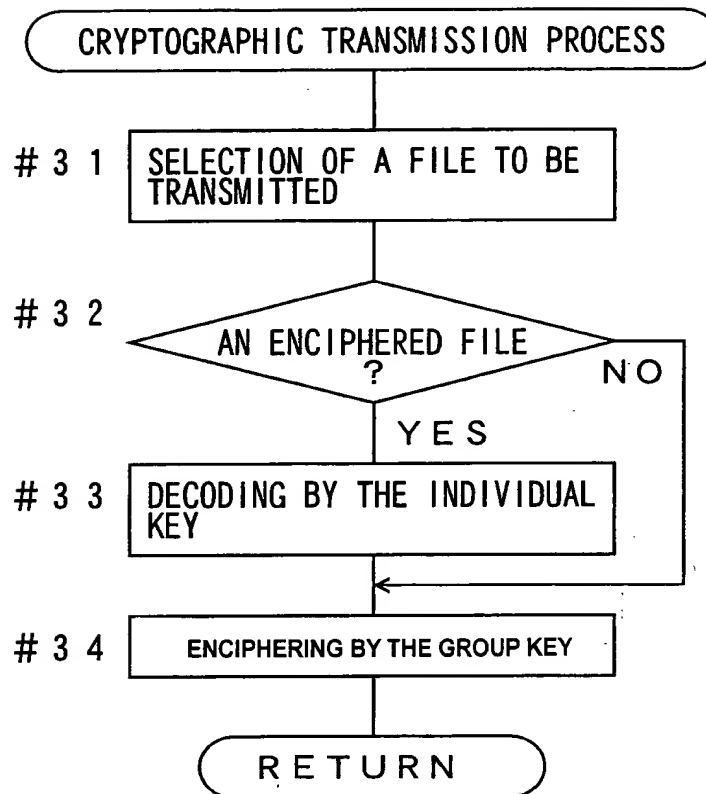 CRYPTOGRAPHIC TRANSMISSION PROCESS
#31 SELECTION OF A FILE TO BE
TRANSMITTED
#32
AN ENCIPHERED FILE
?
NO
YES
#33 DECODING BY THE INDIVIDUAL
KEY
#34 ENCIPHERING BY THE GROUP KEY
RETURN